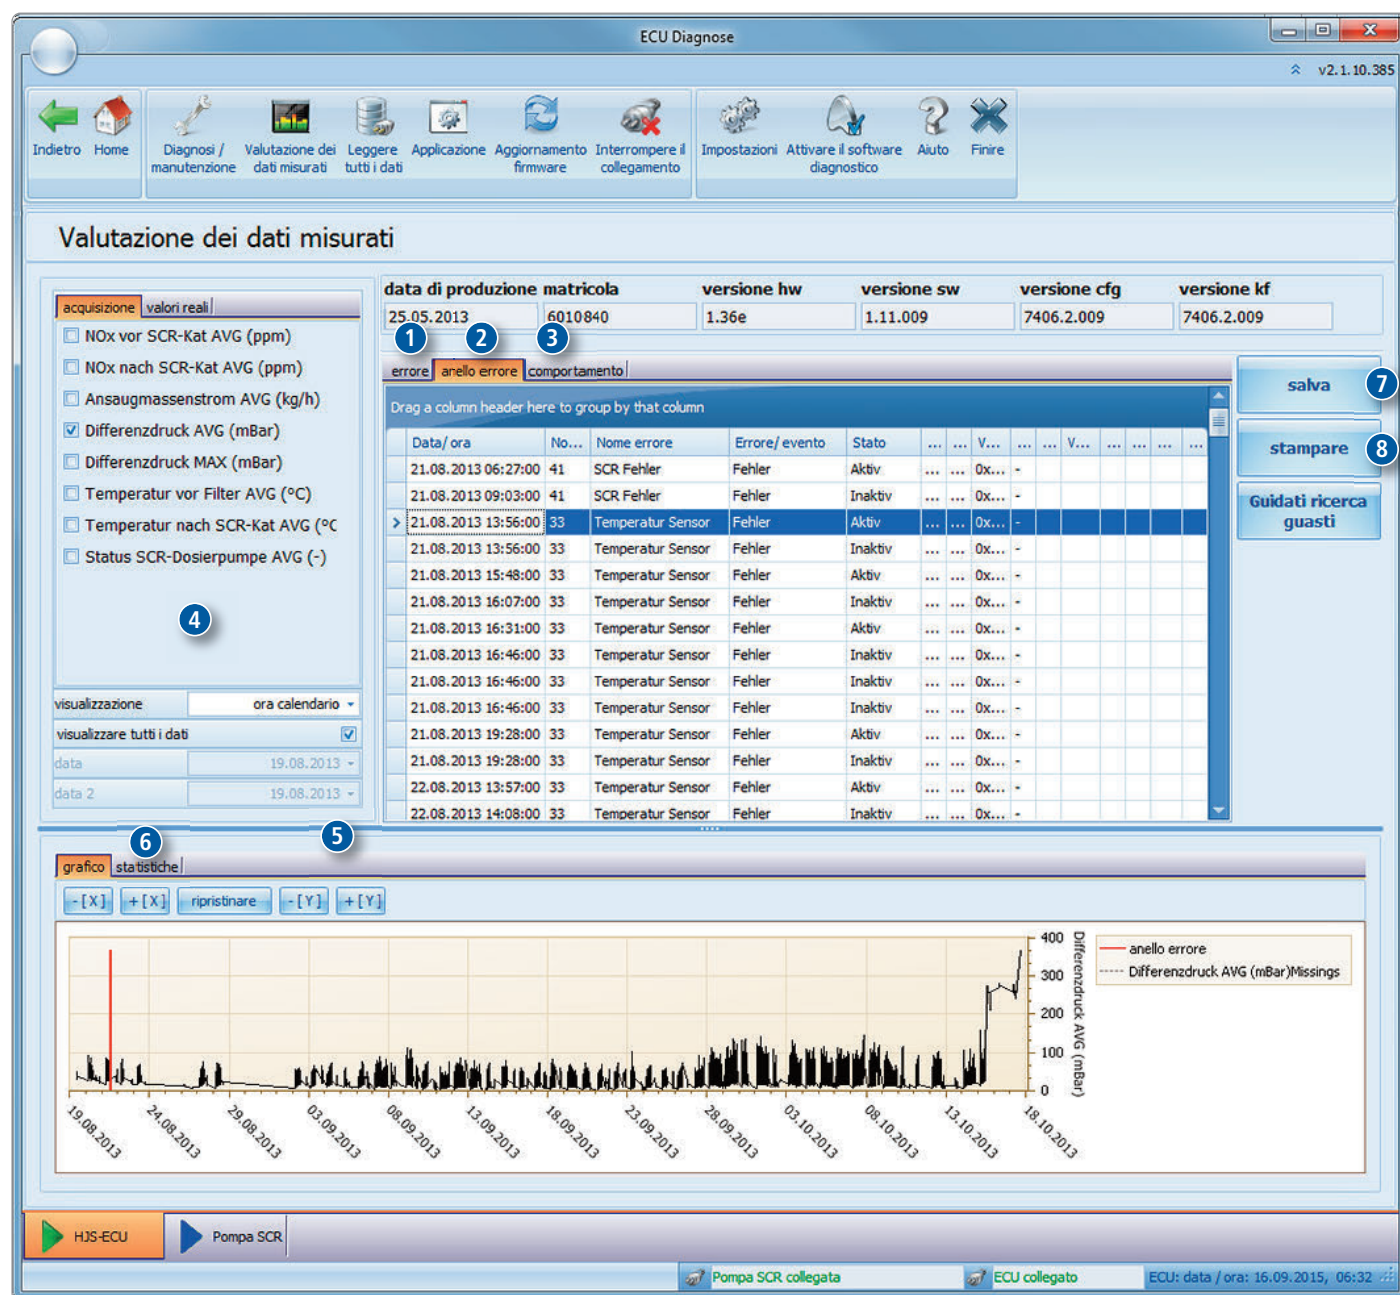 ECU Diagnose
v2.1.10.385
Indietro
Home
Diagnosi / manutenzione
Valutazione dei dati misurati
Leggere tutti i dati
Applicazione
Aggiornamento firmware
Interrompere il collegamento
Impostazioni
Attivare il software diagnostico
Aiuto
Finire
Valutazione dei dati misurati
acquisizione valori reali
NOx vor SCR-Kat AVG (ppm)
NOx nach SCR-Kat AVG (ppm)
Ansaugmassenstrom AVG (kg/h)
Differenzdruck AVG (mBar)
Differenzdruck MAX (mBar)
Temperatur vor Filter AVG (°C)
Temperatur nach SCR-Kat AVG (°C
Status SCR-Dosierpumpe AVG (-)
4
visualizzazione ora calendario
visualizzare tutti i dati
data 19.08.2013
data 2 19.08.2013
data di produzione matricola versione hw versione sw versione cfg versione kf
25.05.2013 6010840 1.36e 1.11.009 7406.2.009 7406.2.009
1 2 3
errore anello errore comportamento
Drag a column header here to group by that column
Data/ ora No... Nome errore Errore/ evento Stato ... ... V... ... ... V... ... ... ... ...
21.08.2013 06:27:00 41 SCR Fehler Fehler Aktiv ... ... 0x... -
21.08.2013 09:03:00 41 SCR Fehler Fehler Inaktiv ... ... 0x... -
21.08.2013 13:56:00 33 Temperatur Sensor Fehler Aktiv ... ... 0x... -
21.08.2013 13:56:00 33 Temperatur Sensor Fehler Inaktiv ... ... 0x... -
21.08.2013 15:48:00 33 Temperatur Sensor Fehler Aktiv ... ... 0x... -
21.08.2013 16:07:00 33 Temperatur Sensor Fehler Inaktiv ... ... 0x... -
21.08.2013 16:31:00 33 Temperatur Sensor Fehler Aktiv ... ... 0x... -
21.08.2013 16:46:00 33 Temperatur Sensor Fehler Inaktiv ... ... 0x... -
21.08.2013 16:46:00 33 Temperatur Sensor Fehler Inaktiv ... ... 0x... -
21.08.2013 16:46:00 33 Temperatur Sensor Fehler Inaktiv ... ... 0x... -
21.08.2013 19:28:00 33 Temperatur Sensor Fehler Aktiv ... ... 0x... -
21.08.2013 19:28:00 33 Temperatur Sensor Fehler Inaktiv ... ... 0x... -
22.08.2013 13:57:00 33 Temperatur Sensor Fehler Aktiv ... ... 0x... -
22.08.2013 14:08:00 33 Temperatur Sensor Fehler Inaktiv ... ... 0x... -
salva 7
stampare 8
Guidati ricerca
guasti
6 5
grafico statistiche
- [ X ] + [ X ] ripristinare - [ Y ] + [ Y ]
400
300
200
100
0
Differenzdruck AVG (mBar)
anello errore
Differenzdruck AVG (mBar)Missings
19.08.2013 24.08.2013 29.08.2013 03.09.2013 08.09.2013 13.09.2013 18.09.2013 23.09.2013 28.09.2013 03.10.2013 08.10.2013 13.10.2013 18.10.2013
HJS-ECU Pompa SCR
Pompa SCR collegata ECU collegato ECU: data / ora: 16.09.2015, 06:32